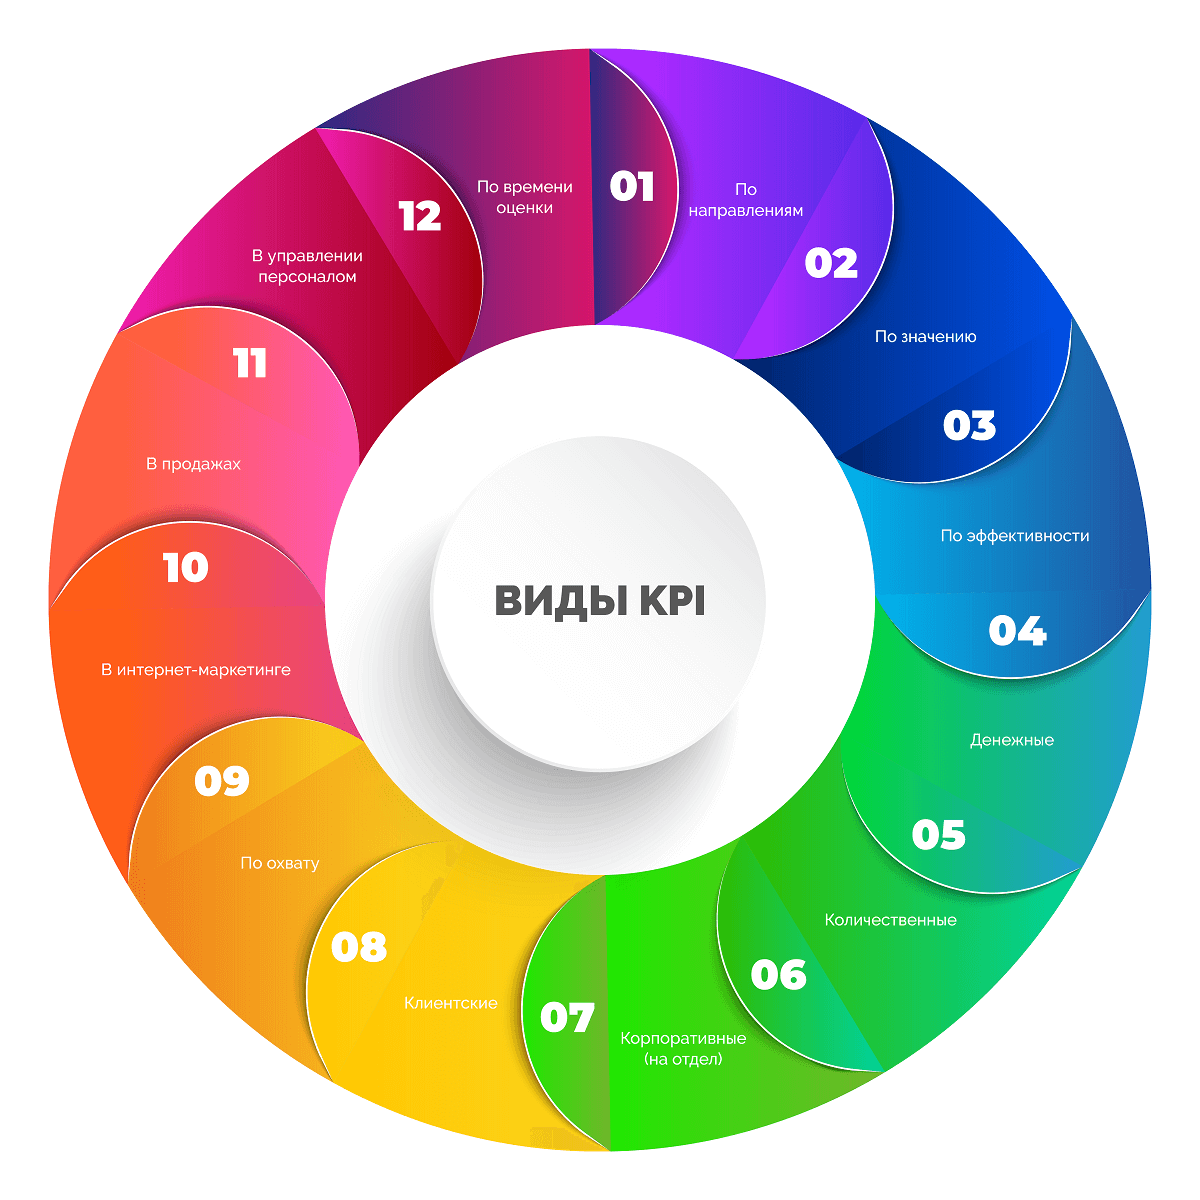 ВИДЫ KPI
01
По времени
оценки
02
По
направлениям
03
По значению
04
По эффективности
05
Денежные
06
Количественные
07
Корпоративные
(на отдел)
08
Клиентские
09
По охвату
10
В интернет-маркетинге
11
В продажах
12
В управлении
персоналом